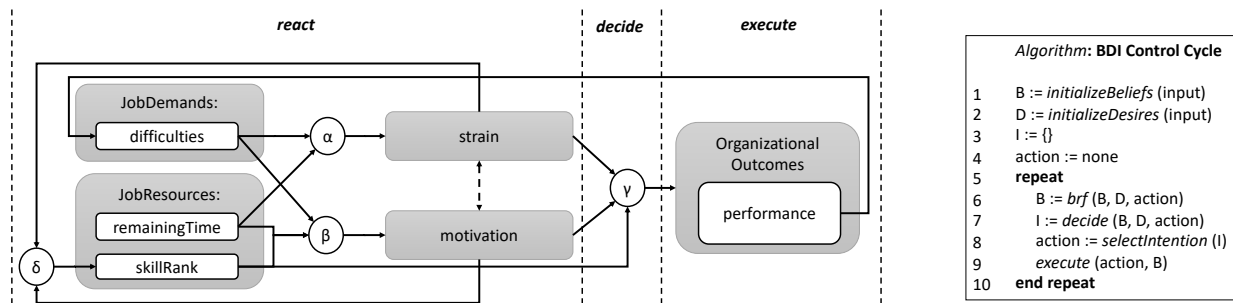 react
decide
execute
JobDemands:
difficulties
α
strain
JobResources:
remainingTime
skillRank
β
motivation
δ
γ
Organizational
Outcomes
performance
Algorithm: BDI Control Cycle
1 B := initializeBeliefs (input)
2 D := initializeDesires (input)
3 I := {}
4 action := none
5 repeat
6 B := brf (B, D, action)
7 I := decide (B, D, action)
8 action := selectIntention (I)
9 execute (action, B)
10 end repeat